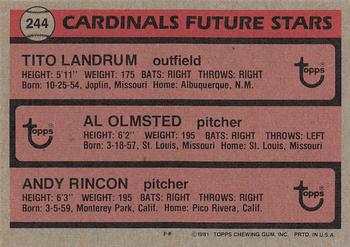 244
CARDINALS FUTURE STARS
TITO LANDRUM outfield
HEIGHT: 5'11" WEIGHT: 175 BATS: RIGHT THROWS: RIGHT
Born: 10-25-54, Joplin, Missouri Home: Albuquerque, N.M.
topps
AL OLMSTED pitcher
HEIGHT: 6'2" WEIGHT: 195 BATS: RIGHT THROWS: LEFT
Born: 3-18-57, St. Louis, Missouri Home: St. Louis, Missouri
topps
ANDY RINCON pitcher
HEIGHT: 6'3" WEIGHT: 195 BATS: RIGHT THROWS: RIGHT
Born: 3-5-59, Monterey Park, Calif. Home: Pico Rivera, Calif.
topps
© 1981 TOPPS CHEWING GUM, INC. PRTD. IN U.S.A.